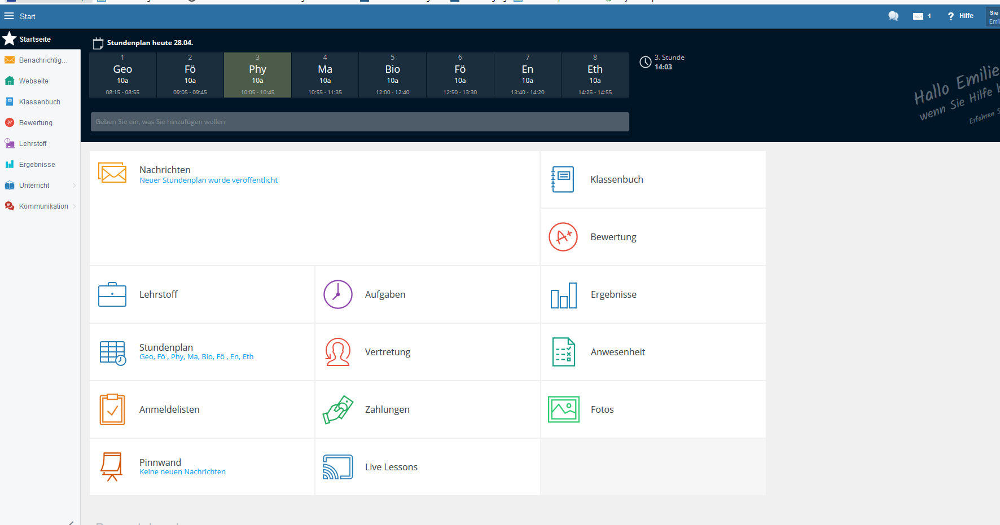 Start
1
Hilfe
Sie
Emil
Startseite
Benachrichtig...
Webseite
Klassenbuch
Bewertung
Lehrstoff
Ergebnisse
Unterricht
Kommunikation
Stundenplan heute 28.04.
1 2 3 4 5 6 7 8
Geo Fö Phy Ma Bio Fö En Eth
10a 10a 10a 10a 10a 10a 10a 10a
08:15 - 08:55 09:05 - 09:45 10:05 - 10:45 10:55 - 11:35 12:00 - 12:40 12:50 - 13:30 13:40 - 14:20 14:25 - 14:55
3. Stunde
14:03
Hallo Emilie
wenn Sie Hilfe b
Erfahren S
Geben Sie ein, was Sie hinzufügen wollen
Nachrichten
Neuer Stundenplan wurde veröffentlicht
Klassenbuch
A+
Bewertung
Lehrstoff
Aufgaben
Ergebnisse
Stundenplan
Geo, Fö , Phy, Ma, Bio, Fö , En, Eth
Vertretung
Anwesenheit
Anmeldelisten
Zahlungen
Fotos
Pinnwand
Keine neuen Nachrichten
Live Lessons